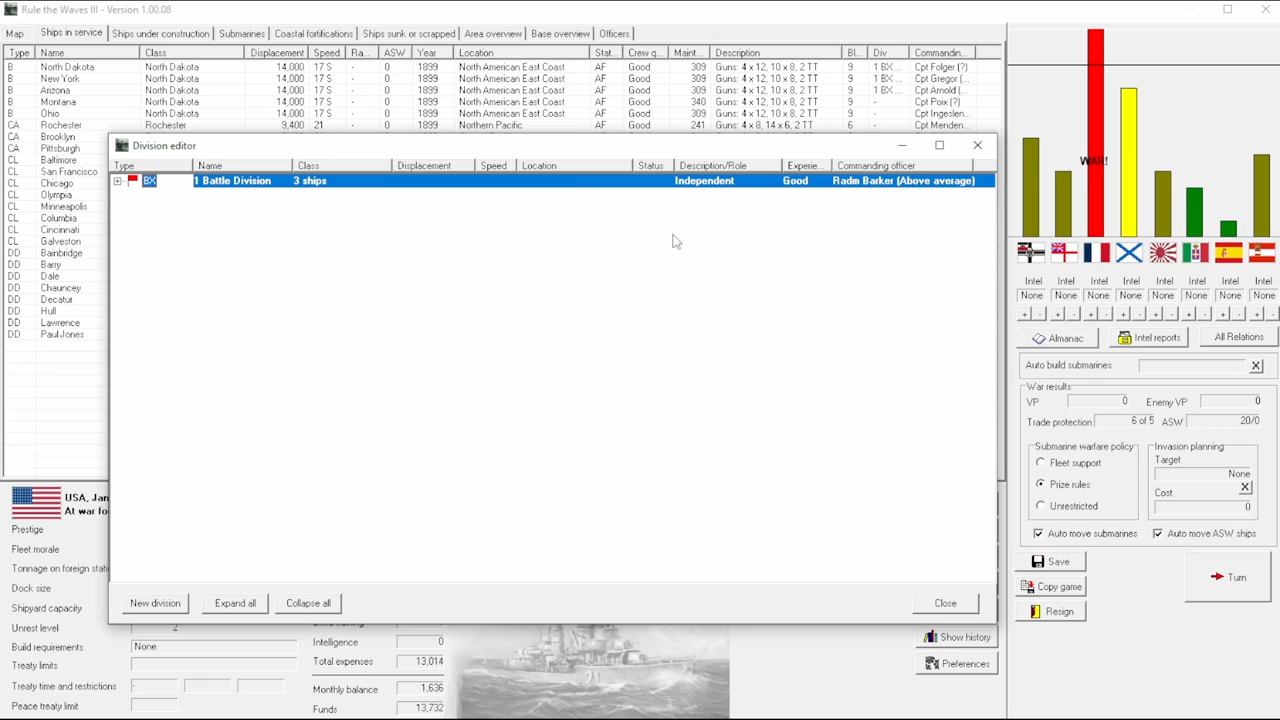 Rule the Waves III - Version 1.00.08
Map Ships in service Ships under construction Submarines Coastal fortifications Ships sunk or scrapped Area overview Base overview Officers
Type Name Class Displacement Speed Ra... ASW Year Location Stat... Crew q... Maint... Description Bl... Div Commandin...
B North Dakota North Dakota 14,000 17 S - 0 1899 North American East Coast AF Good 309 Guns: 4 x 12, 10 x 8, 2 TT 9 1 BX ... Cpt Folger (?)
B New York North Dakota 14,000 17 S - 0 1899 North American East Coast AF Good 309 Guns: 4 x 12, 10 x 8, 2 TT 9 1 BX ... Cpt Gregor (...
B Arizona North Dakota 14,000 17 S - 0 1899 North American East Coast AF Good 309 Guns: 4 x 12, 10 x 8, 2 TT 9 1 BX ... Cpt Arnold (...
B Montana North Dakota 14,000 17 S - 0 1899 North American East Coast AF Good 340 Guns: 4 x 12, 10 x 8, 2 TT 9 - Cpt Poix (?)
B Ohio North Dakota 14,000 17 S - 0 1899 North American East Coast AF Good 309 Guns: 4 x 12, 10 x 8, 2 TT 9 - Cpt Ingeslen...
CA Rochester Rochester 9,400 21 - 0 1899 Northern Pacific AF Good 241 Guns: 4 x 8, 14 x 6, 2 TT 6 - Cpt Menden...
CA Brooklyn
CA Pittsburgh
CL Baltimore
CL San Francisco
CL Chicago
CL Olympia
CL Minneapolis
CL Columbia
CL Cincinnati
CL Galveston
DD Bainbridge
DD Barry
DD Dale
DD Chauncey
DD Decatur
DD Hull
DD Lawrence
DD Paul Jones
Division editor
Type Name Class Displacement Speed Location Status Description/Role Experie... Commanding officer
BX 1 Battle Division 3 ships Independent Good Radm Barker (Above average)
New division Expand all Collapse all Close
WAR!
Intel Intel Intel Intel Intel Intel Intel Intel
None None None None None None None None
+ - + - + - + - + - + - + - + -
Almanac Intel reports All Relations
Auto build submarines X
War results
VP 0 Enemy VP 0
Trade protection 6 of 5 ASW 20/0
Submarine warfare policy
Fleet support
Prize rules
Unrestricted
Invasion planning
Target
None
Cost X
0
Auto move submarines Auto move ASW ships
Save
Copy game
Resign
Turn
USA, Jan
At war fo
Prestige
Fleet morale
Tonnage on foreign stati
Dock size
Shipyard capacity
Unrest level 2
Build requirements None
Treaty limits
Treaty time and restrictions -
Peace treaty limit
Intelligence 0
Total expenses 13,014
Monthly balance 1,636
Funds 13,732
Show history
Preferences